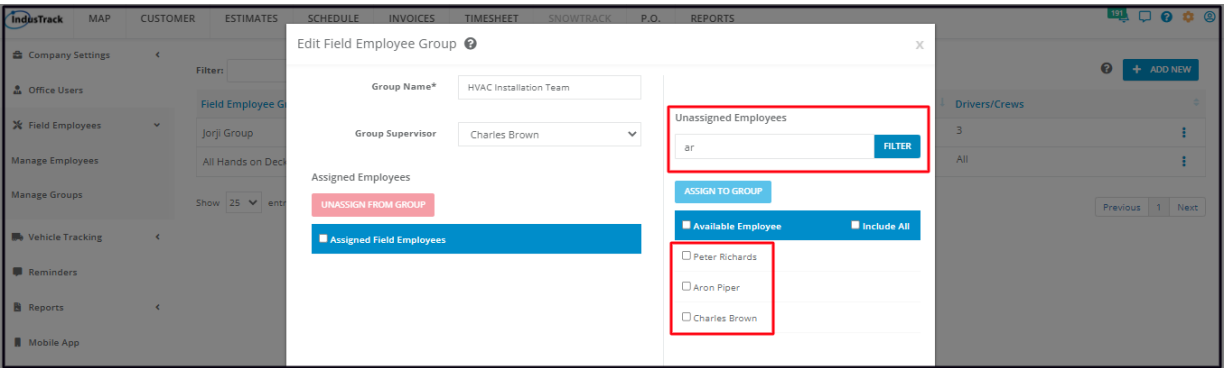 IndusTrack MAP CUSTOMER ESTIMATES SCHEDULE INVOICES TIMESHEET SNOWTRACK P.O. REPORTS 191
Company Settings
Office Users
Field Employees
Manage Employees
Manage Groups
Vehicle Tracking
Reminders
Reports
Mobile App
Filter:
+ ADD NEW
Field Employee G
Drivers/Crews
Jorji Group
3
All Hands on Deck
All
Show 25 entr
Previous 1 Next
Edit Field Employee Group
X
Group Name*
HVAC Installation Team
Group Supervisor
Charles Brown
Assigned Employees
UNASSIGN FROM GROUP
Assigned Field Employees
Unassigned Employees
ar
FILTER
ASSIGN TO GROUP
Available Employee
Include All
Peter Richards
Aron Piper
Charles Brown